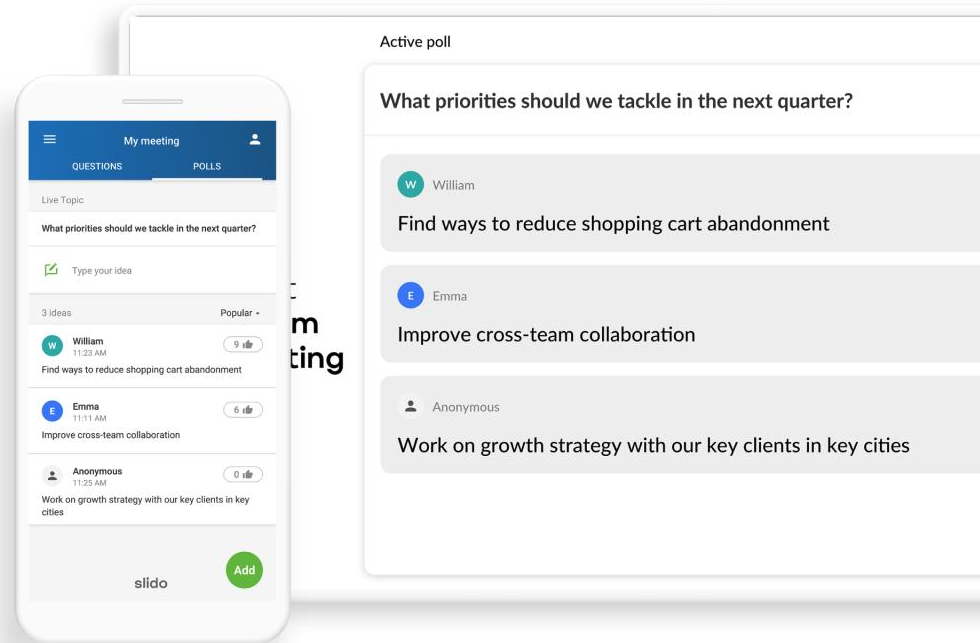 My meeting
QUESTIONS POLLS
Live Topic
What priorities should we tackle in the next quarter?
Type your idea
3 ideas Popular
W William 9
11:23 AM
Find ways to reduce shopping cart abandonment
E Emma 6
11:11 AM
Improve cross-team collaboration
Anonymous 0
11:25 AM
Work on growth strategy with our key clients in key
cities
Add
slido
ting
Active poll
What priorities should we tackle in the next quarter?
W William
Find ways to reduce shopping cart abandonment
E Emma
Improve cross-team collaboration
Anonymous
Work on growth strategy with our key clients in key cities